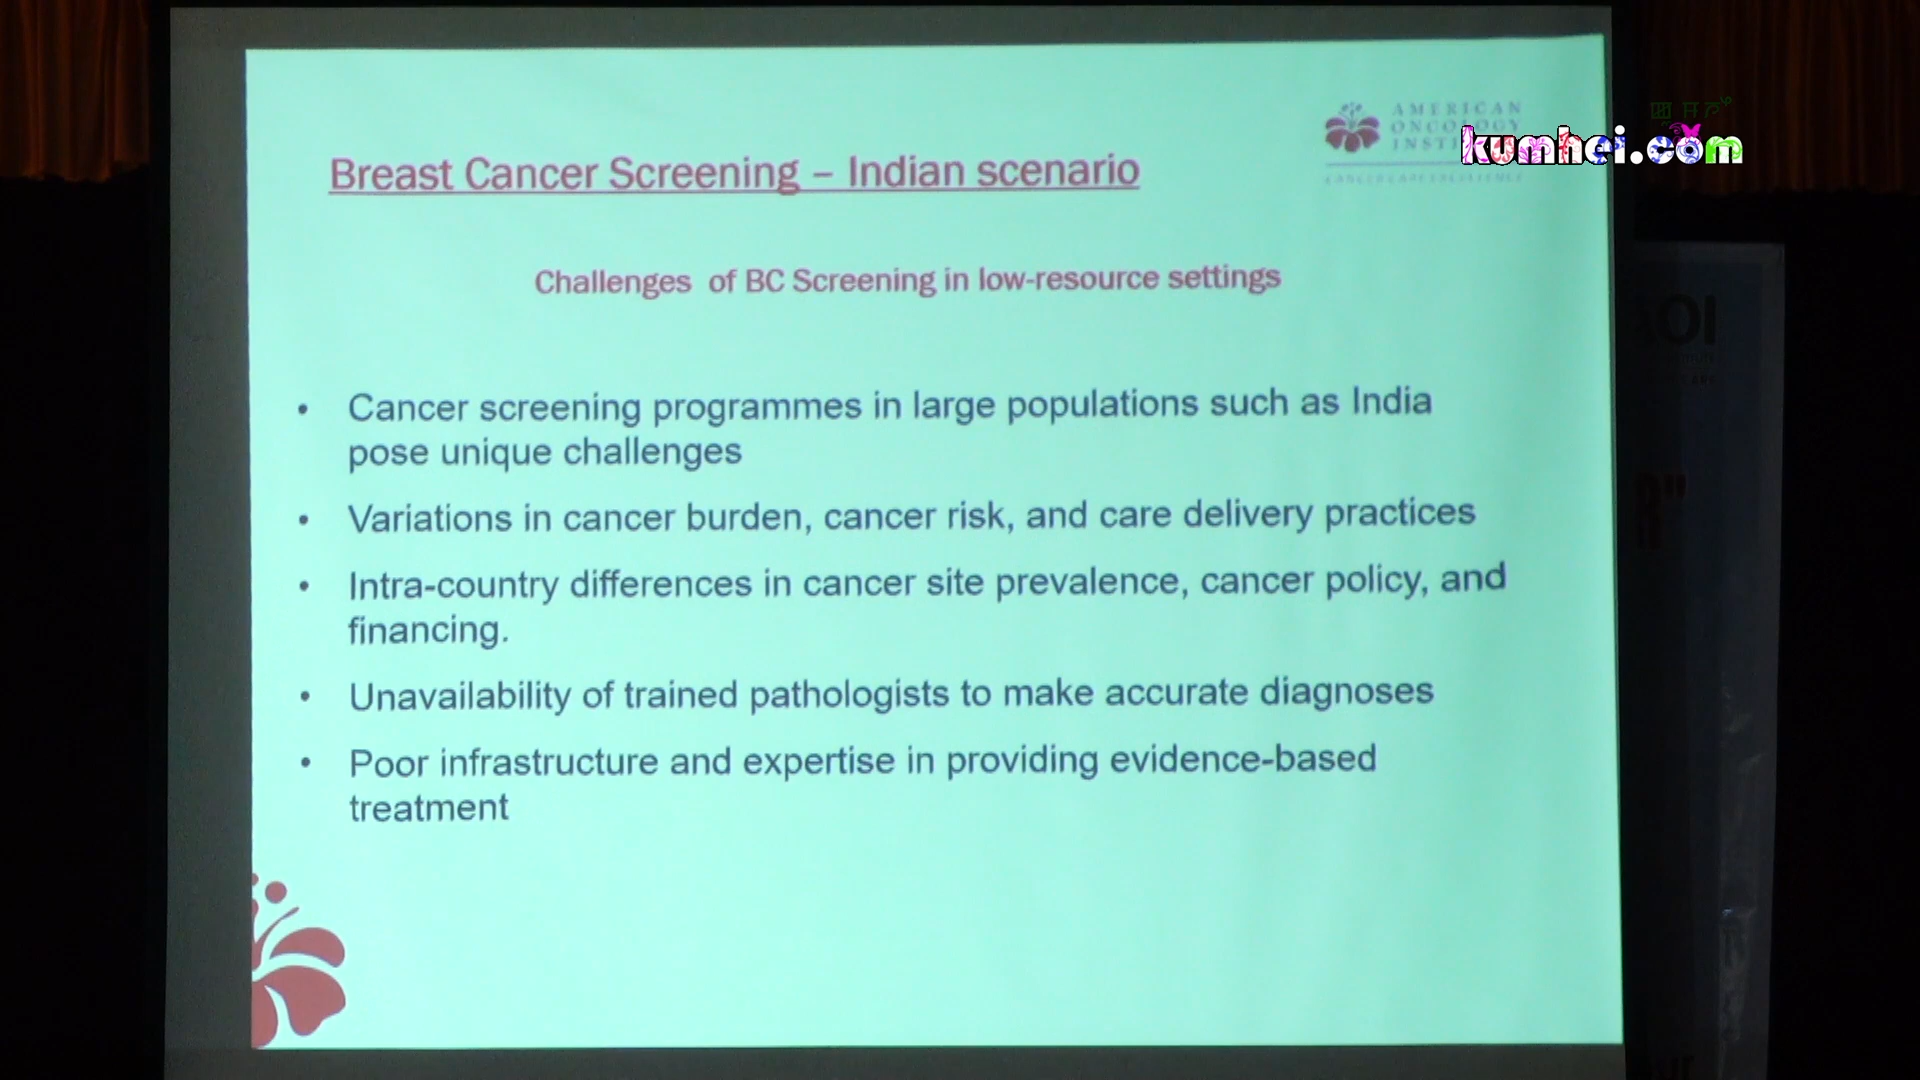 AMERICAN
ONCOLOGY
INSTI
kumhei.com
Breast Cancer Screening – Indian scenario
Challenges of BC Screening in low-resource settings
• Cancer screening programmes in large populations such as India
pose unique challenges
• Variations in cancer burden, cancer risk, and care delivery practices
• Intra-country differences in cancer site prevalence, cancer policy, and
financing.
• Unavailability of trained pathologists to make accurate diagnoses
• Poor infrastructure and expertise in providing evidence-based
treatment
AOI